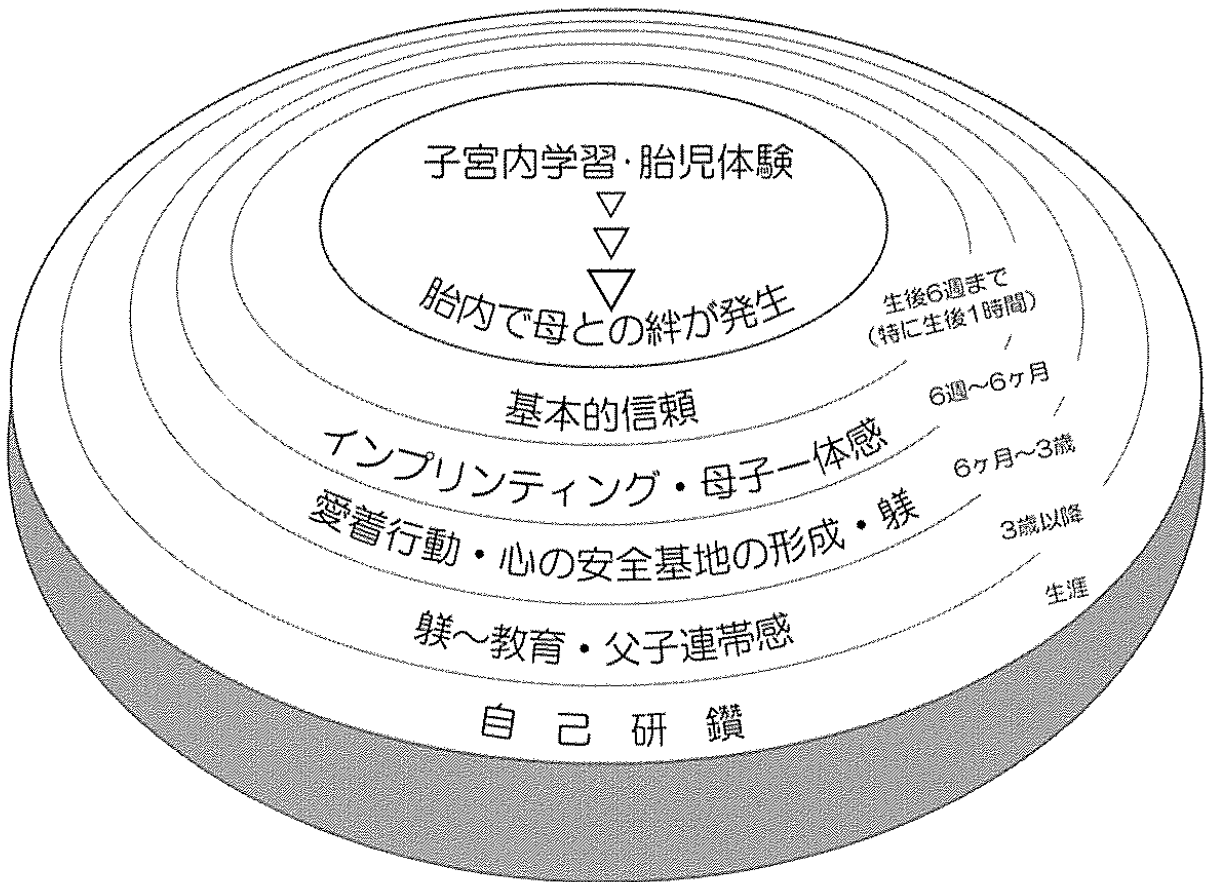 子宮内学習・胎児体験
胎内で母との絆が発生
基本的信頼
生後6週まで
（特に生後1時間）
インプリンティング・母子一体感
6週〜6ヶ月
愛着行動・心の安全基地の形成・躾
6ヶ月〜3歳
躾〜教育・父子連帯感
3歳以降
自己研鑽
生涯